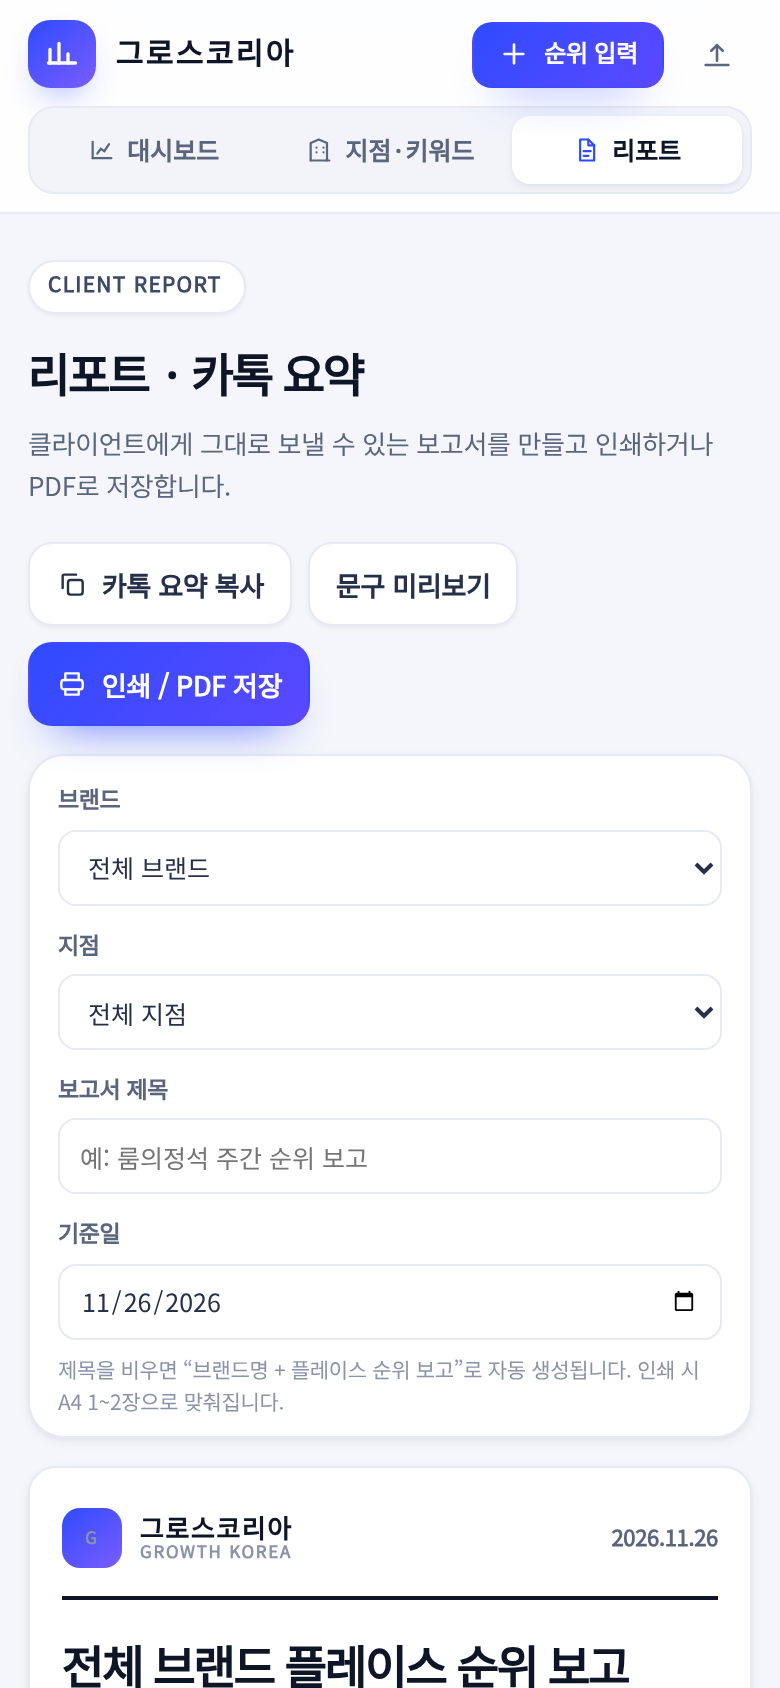 그로스코리아
순위 입력
대시보드
지점·키워드
리포트
CLIENT REPORT
리포트 · 카톡 요약
클라이언트에게 그대로 보낼 수 있는 보고서를 만들고 인쇄하거나
PDF로 저장합니다.
카톡 요약 복사
문구 미리보기
인쇄 / PDF 저장
브랜드
전체 브랜드
지점
전체 지점
보고서 제목
예: 룸의정석 주간 순위 보고
기준일
11/26/2026
제목을 비우면 “브랜드명 + 플레이스 순위 보고”로 자동 생성됩니다. 인쇄 시
A4 1~2장으로 맞춰집니다.
G
그로스코리아
GROWTH KOREA
2026.11.26
전체 브랜드 플레이스 순위 보고